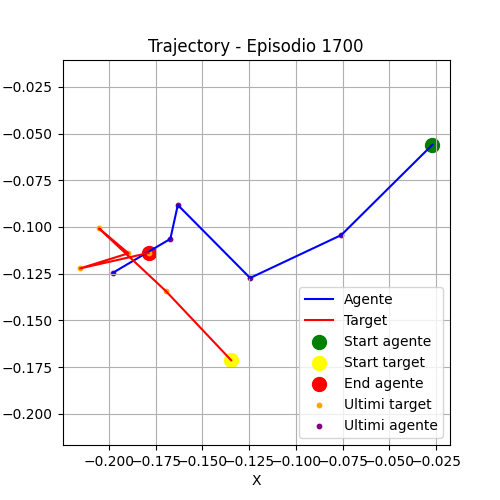 Trajectory - Episodio 1700
−0.025
−0.050
−0.075
−0.100
−0.125
−0.150
−0.175
−0.200
Agente
Target
Start agente
Start target
End agente
Ultimi target
Ultimi agente
−0.200 −0.175 −0.150 −0.125 −0.100 −0.075 −0.050 −0.025
X